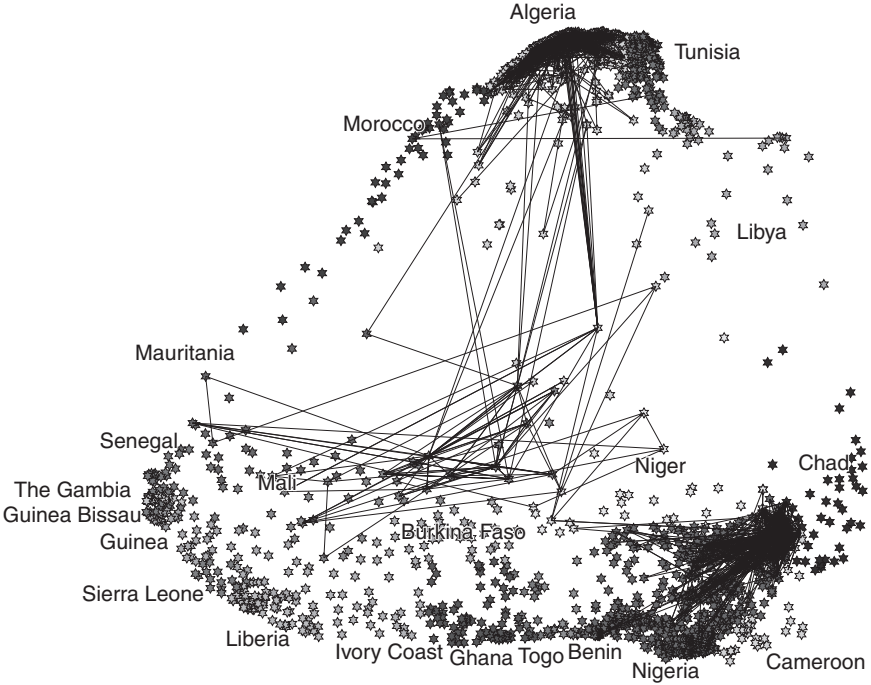 Algeria
Tunisia
Morocco
Libya
Mauritania
Senegal
Mali
Niger
Chad
The Gambia
Guinea Bissau
Burkina Faso
Guinea
Sierra Leone
Liberia
Ivory Coast
Ghana
Togo
Benin
Nigeria
Cameroon